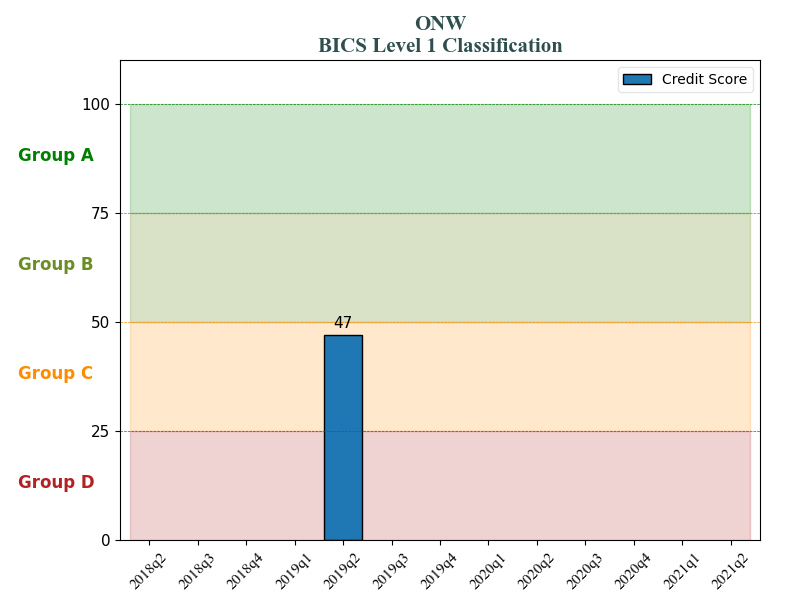 ONW
BICS Level 1 Classification
Credit Score
100
Group A
75
Group B
50
47
Group C
25
Group D
0
2018q2
2018q3
2018q4
2019q1
2019q2
2019q3
2019q4
2020q1
2020q2
2020q3
2020q4
2021q1
2021q2